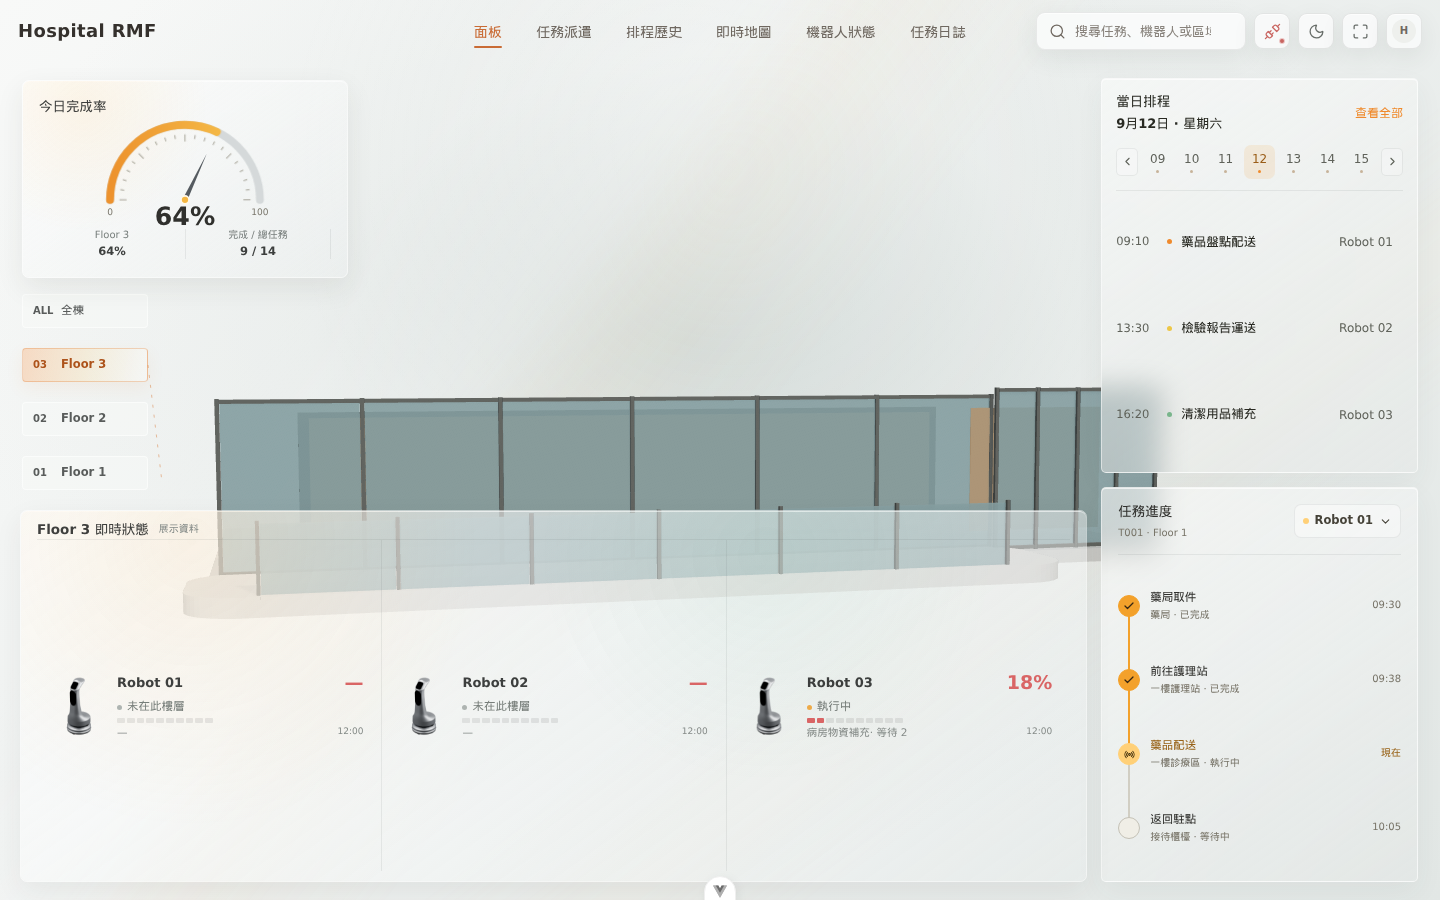 Hospital RMF
面板
任務派遣
排程歷史
即時地圖
機器人狀態
任務日誌
搜尋任務、機器人或區
H
今日完成率
0
64%
100
Floor 3
64%
完成 / 總任務
9 / 14
ALL 全棟
03 Floor 3
02 Floor 2
01 Floor 1
當日排程
9月12日・星期六
查看全部
09 10 11 12 13 14 15
09:10 藥品盤點配送 Robot 01
13:30 檢驗報告運送 Robot 02
16:20 清潔用品補充 Robot 03
Floor 3 即時狀態 展示資料
Robot 01 —
未在此樓層
— 12:00
Robot 02 —
未在此樓層
— 12:00
Robot 03 18%
執行中
病房物資補充· 等待 2 12:00
任務進度
T001 · Floor 1
Robot 01
藥局取件
藥局 · 已完成
09:30
前往護理站
一樓護理站 · 已完成
09:38
藥品配送
一樓診療區 · 執行中
現在
返回駐點
接待櫃檯 · 等待中
10:05